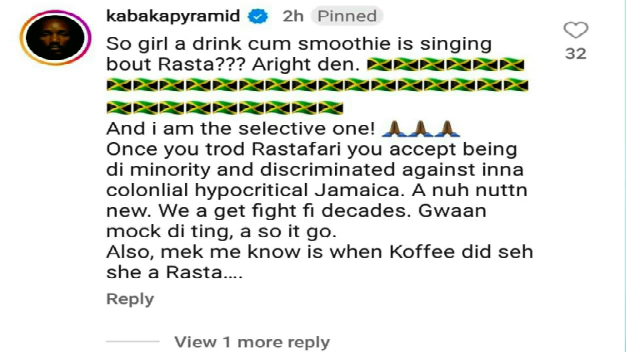 kabakapyramid 2h Pinned
So girl a drink cum smoothie is singing
bout Rasta??? Aright den. 🇯🇲🇯🇲🇯🇲🇯🇲🇯🇲🇯🇲
🇯🇲🇯🇲🇯🇲🇯🇲🇯🇲🇯🇲🇯🇲🇯🇲🇯🇲🇯🇲🇯🇲🇯🇲🇯🇲🇯🇲🇯🇲🇯🇲
🇯🇲🇯🇲🇯🇲🇯🇲🇯🇲🇯🇲🇯🇲🇯🇲🇯🇲
And i am the selective one! 🙏🏾🙏🏾🙏🏾
Once you trod Rastafari you accept being
di minority and discriminated against inna
colonlial hypocritical Jamaica. A nuh nuttn
new. We a get fight fi decades. Gwaan
mock di ting, a so it go.
Also, mek me know is when Koffee did seh
she a Rasta....
32
Reply
View 1 more reply